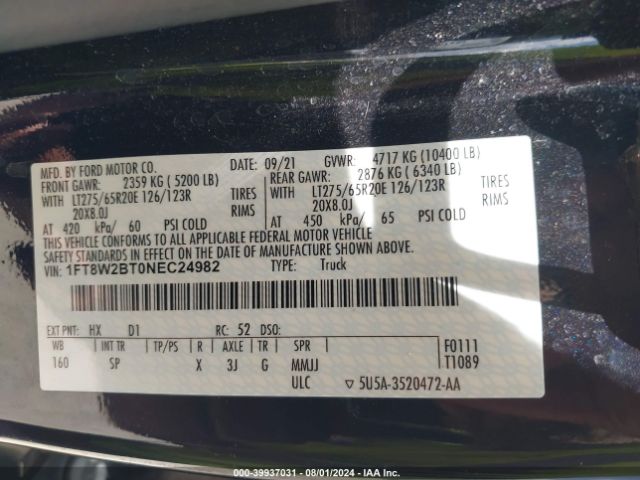 MFD. BY FORD MOTOR CO. DATE: 09/21 GVWR: 4717 KG (10400 LB)
FRONT GAWR: 2359 KG ( 5200 LB) REAR GAWR: 2876 KG ( 6340 LB)
WITH LT275/65R20E 126/123R TIRES WITH LT275/65R20E 126/123R TIRES
20X8.0J RIMS 20X8.0J RIMS
AT 420 kPa/ 60 PSI COLD AT 450 kPa/ 65 PSI COLD
THIS VEHICLE CONFORMS TO ALL APPLICABLE FEDERAL MOTOR VEHICLE
SAFETY STANDARDS IN EFFECT ON THE DATE OF MANUFACTURE SHOWN ABOVE.
VIN: 1FT8W2BT0NEC24982 TYPE: Truck
EXT PNT: HX D1 RC: 52 DSO:
WB INT TR TP/PS R AXLE TR SPR F0111
160 SP X 3J G MMJJ T1089
ULC ▽ 5U5A-3520472-AA
© Stock: 39937031 - 08/01/2024 - IAA Inc.